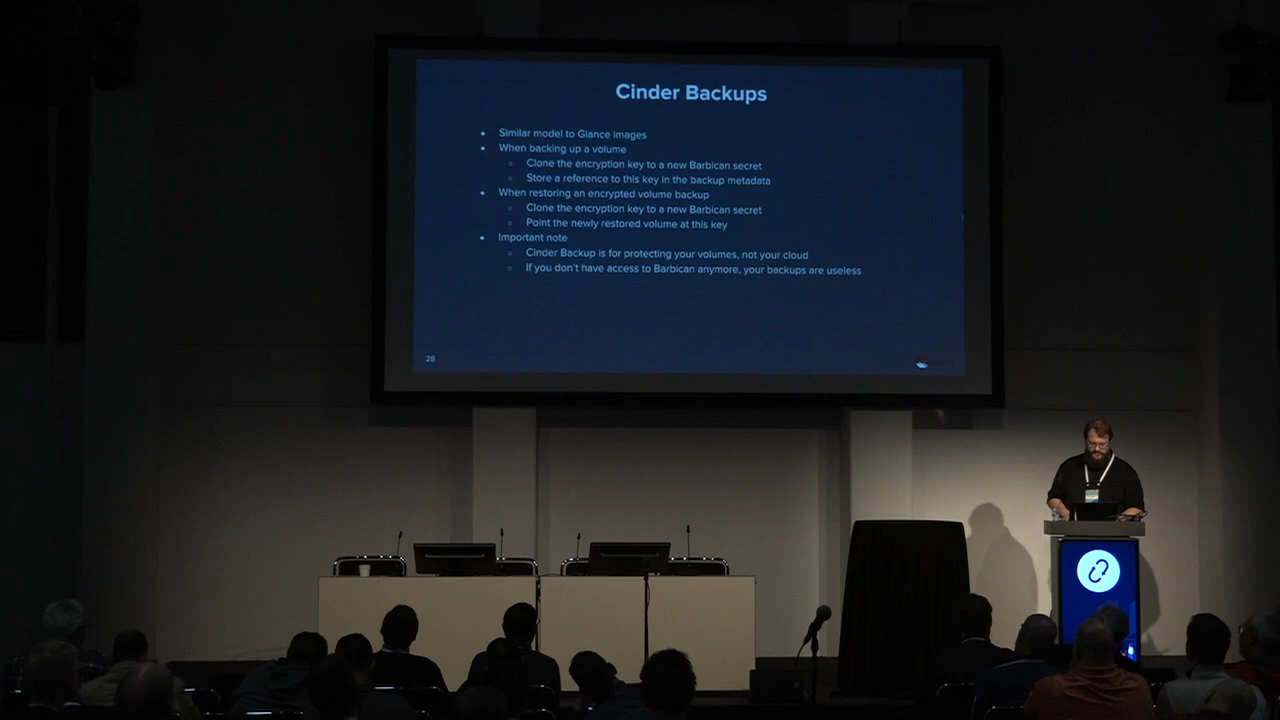 Cinder Backups
• Similar model to Glance images
• When backing up a volume
○ Clone the encryption key to a new Barbican secret
○ Store a reference to this key in the backup metadata
• When restoring an encrypted volume backup
○ Clone the encryption key to a new Barbican secret
○ Point the newly restored volume at this key
• Important note
○ Cinder Backup is for protecting your volumes, not your cloud
○ If you don't have access to Barbican anymore, your backups are useless
28